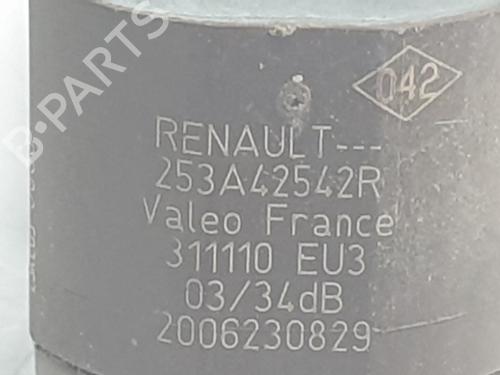 B-PARTS
042
RENAULT---
253A42542R
Valeo France
311110 EU3
03/34dB
2006230829